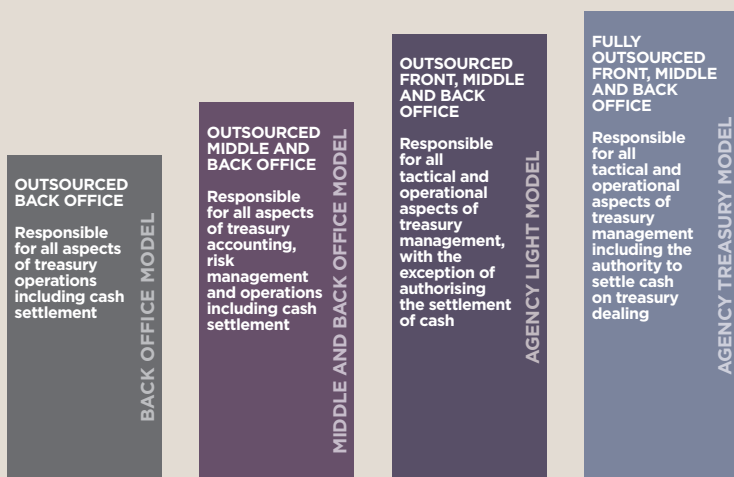 OUTSOURCED
BACK OFFICE
Responsible
for all aspects
of treasury
operations
including cash
settlement
BACK OFFICE MODEL
OUTSOURCED
MIDDLE AND
BACK OFFICE
Responsible
for all aspects
of treasury
accounting,
risk
management
and operations
including cash
settlement
MIDDLE AND BACK OFFICE MODEL
OUTSOURCED
FRONT, MIDDLE
AND BACK
OFFICE
Responsible
for all
tactical and
operational
aspects of
treasury
management,
with the
exception of
authorising
the settlement
of cash
AGENCY LIGHT MODEL
FULLY
OUTSOURCED
FRONT, MIDDLE
AND BACK
OFFICE
Responsible
for all
tactical and
operational
aspects of
treasury
management
including the
authority to
settle cash
on treasury
dealing
AGENCY TREASURY MODEL